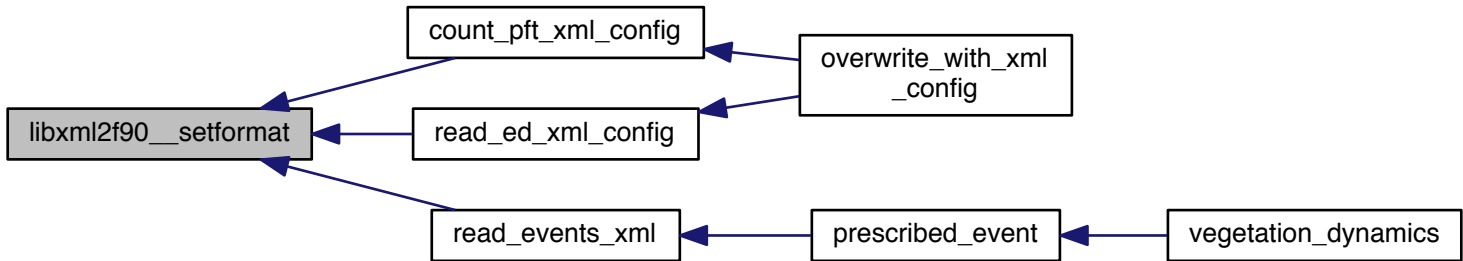 count_pft_xml_config
overwrite_with_xml
_config
libxml2f90__setformat
read_ed_xml_config
read_events_xml
prescribed_event
vegetation_dynamics